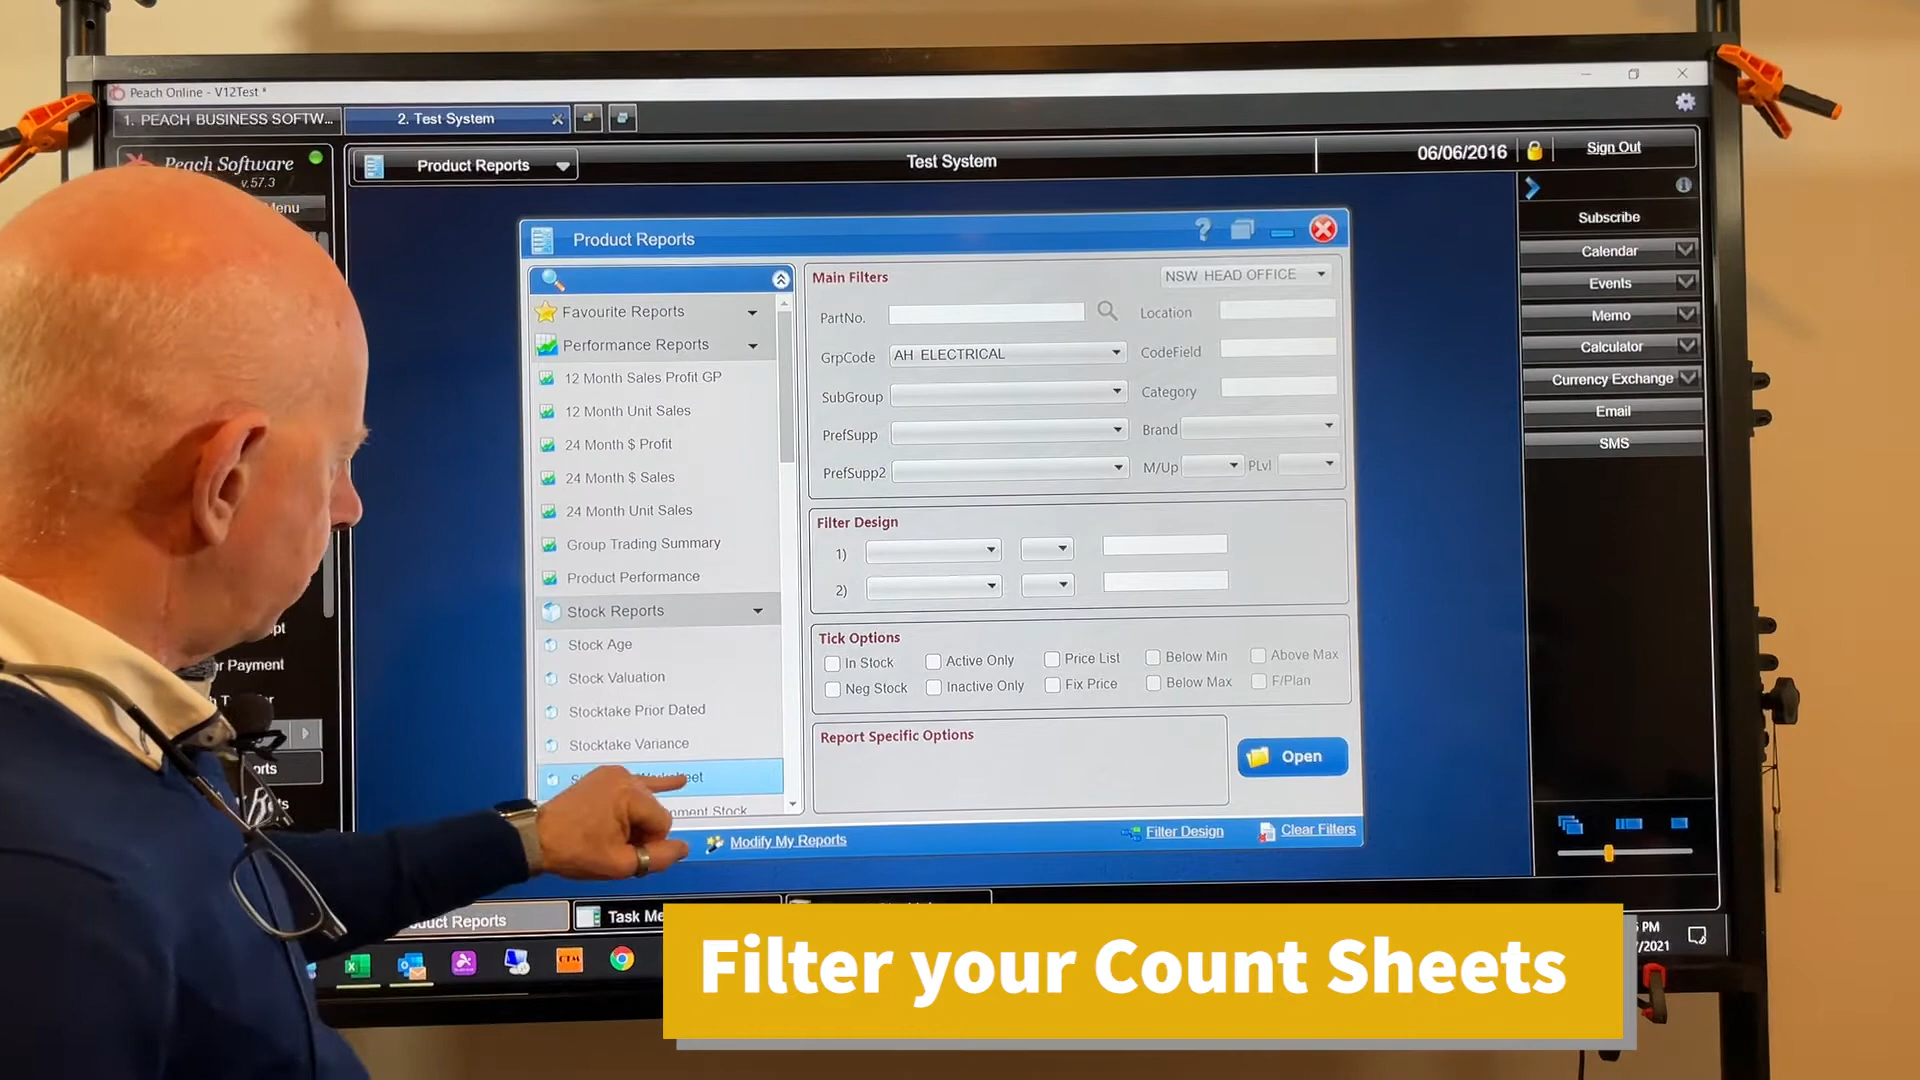 Peach Online - V12Test *
1. PEACH BUSINESS SOFTW...
2. Test System
Peach Software
v.57.3
Menu
Product Reports
Test System
06/06/2016
Sign Out
Product Reports
Favourite Reports
Performance Reports
12 Month Sales Profit GP
12 Month Unit Sales
24 Month $ Profit
24 Month $ Sales
24 Month Unit Sales
Group Trading Summary
Product Performance
Stock Reports
Stock Age
Stock Valuation
Stocktake Prior Dated
Stocktake Variance
Main Filters
NSW HEAD OFFICE
PartNo.
Location
GrpCode
AH ELECTRICAL
CodeField
SubGroup
Category
PrefSupp
Brand
PrefSupp2
M/Up
PLvl
Filter Design
1)
2)
Tick Options
In Stock
Active Only
Price List
Below Min
Above Max
Neg Stock
Inactive Only
Fix Price
Below Max
F/Plan
Report Specific Options
Open
Modify My Reports
Filter Design
Clear Filters
Subscribe
Calendar
Events
Memo
Calculator
Currency Exchange
Email
SMS
Payment
Reports
Task Me
CTM
PM
/2021
Filter your Count Sheets